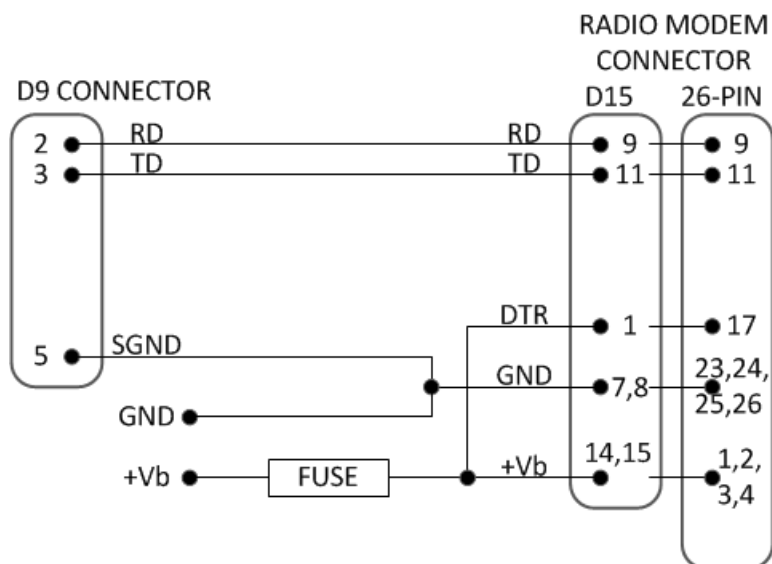 RADIO MODEM
CONNECTOR
D9 CONNECTOR
D15
26-PIN
2
RD
RD
9
9
3
TD
TD
11
11
DTR
1
17
5
SGND
GND
7,8
23,24,
25,26
GND
+Vb
FUSE
+Vb
14,15
1,2,
3,4